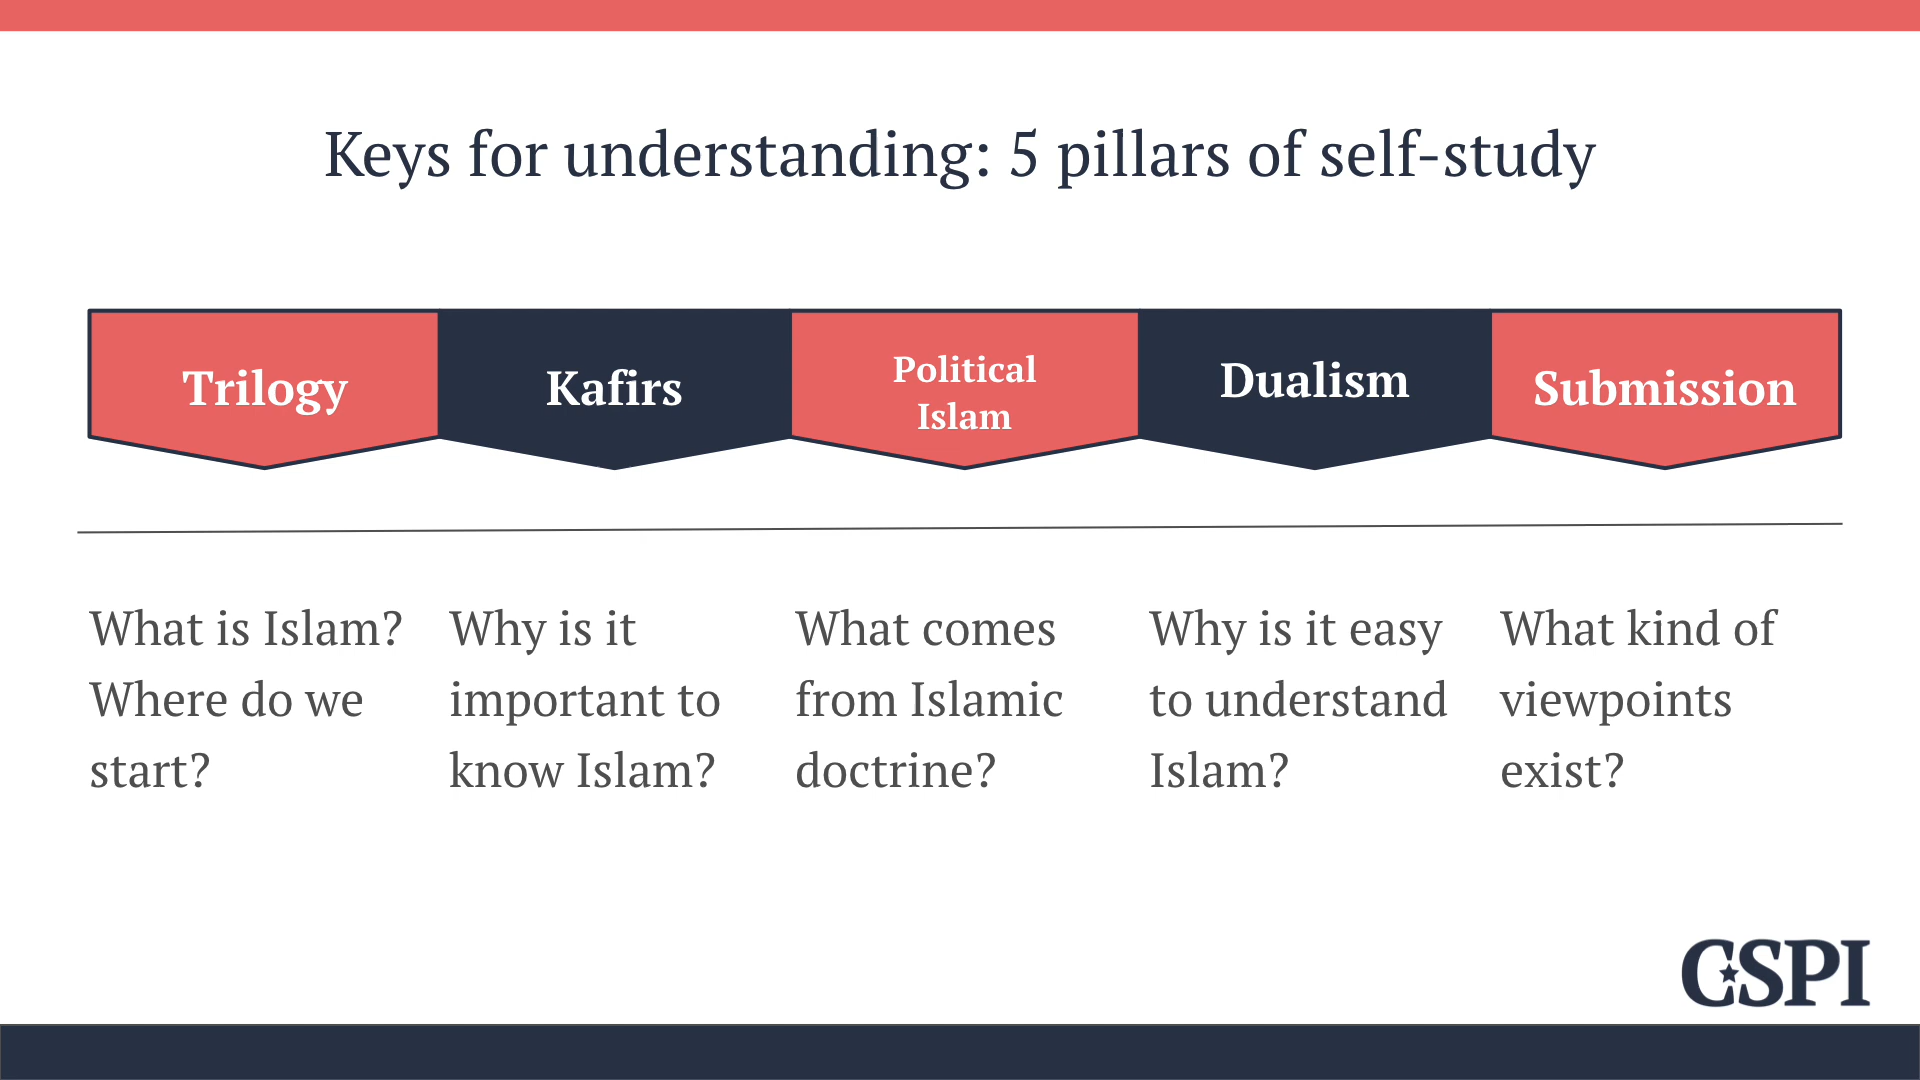 Keys for understanding: 5 pillars of self-study
Trilogy
Kafirs
Political
Islam
Dualism
Submission
What is Islam?
Where do we
start?
Why is it
important to
know Islam?
What comes
from Islamic
doctrine?
Why is it easy
to understand
Islam?
What kind of
viewpoints
exist?
CSPI